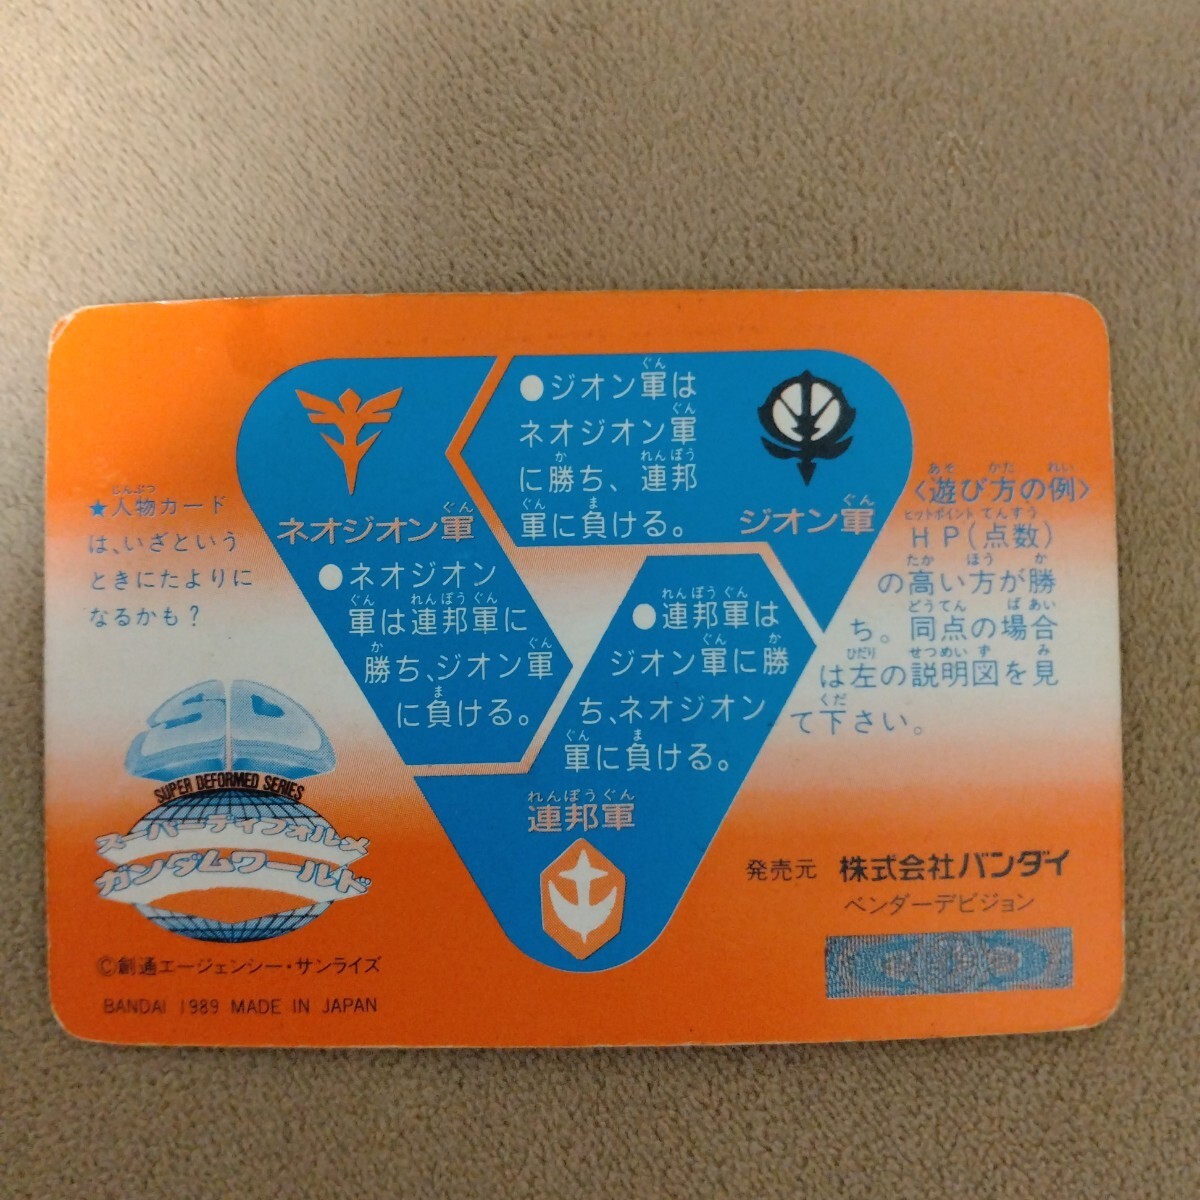 ●ジオン軍は
ネオジオン軍
に勝ち、連邦
軍に負ける。
ジオン軍
ネオジオン軍
●ネオジオン
軍は連邦軍に
勝ち、ジオン軍
に負ける。
●連邦軍は
ジオン軍に勝
ち、ネオジオン
軍に負ける。
連邦軍
★人物カード
は、いざという
ときにたよりに
なるかも?
〈遊び方の例〉
HP(点数)
の高い方が勝
ち。同点の場合
は左の説明図を見
て下さい。
SD
SUPER DEFORMED SERIES
スーパーディフォルメ
ガンダムワールド
©創通エージェンシー・サンライズ
BANDAI 1989 MADE IN JAPAN
発売元 株式会社バンダイ
ベンダーデビジョン